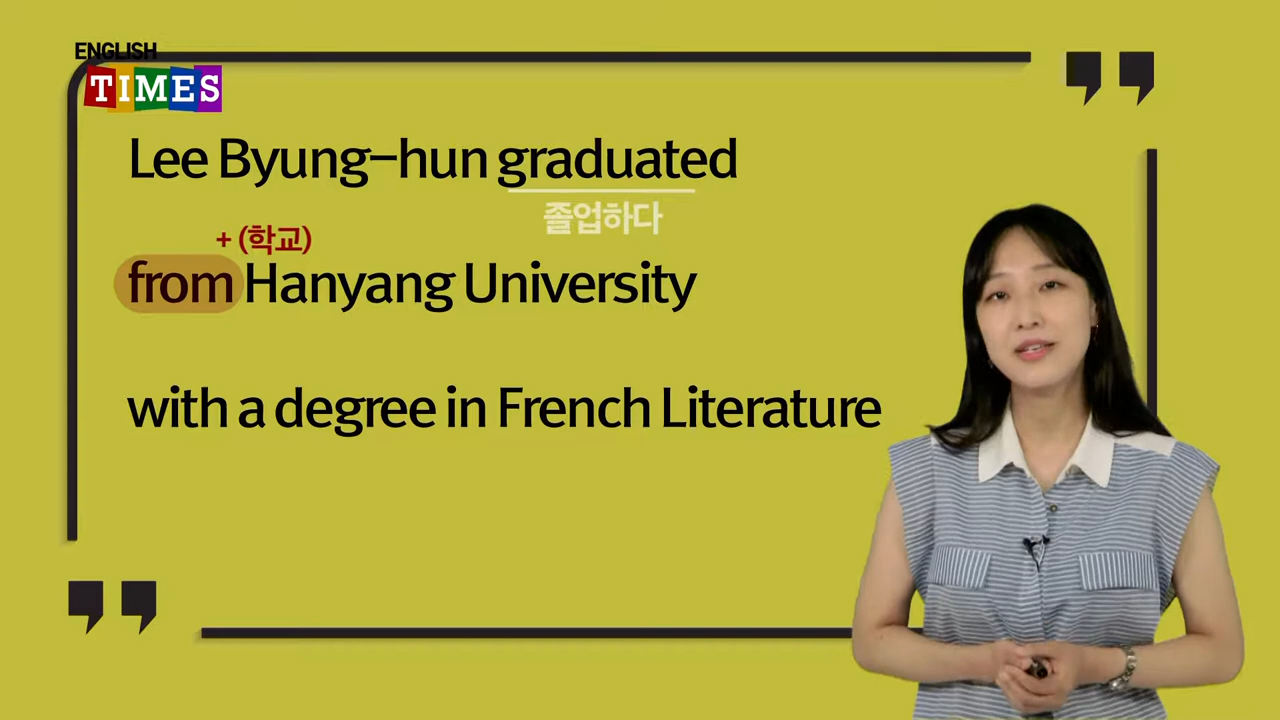 ENGLISH
TIMES
Lee Byung-hun graduated
졸업하다
+ (학교)
from Hanyang University
with a degree in French Literature